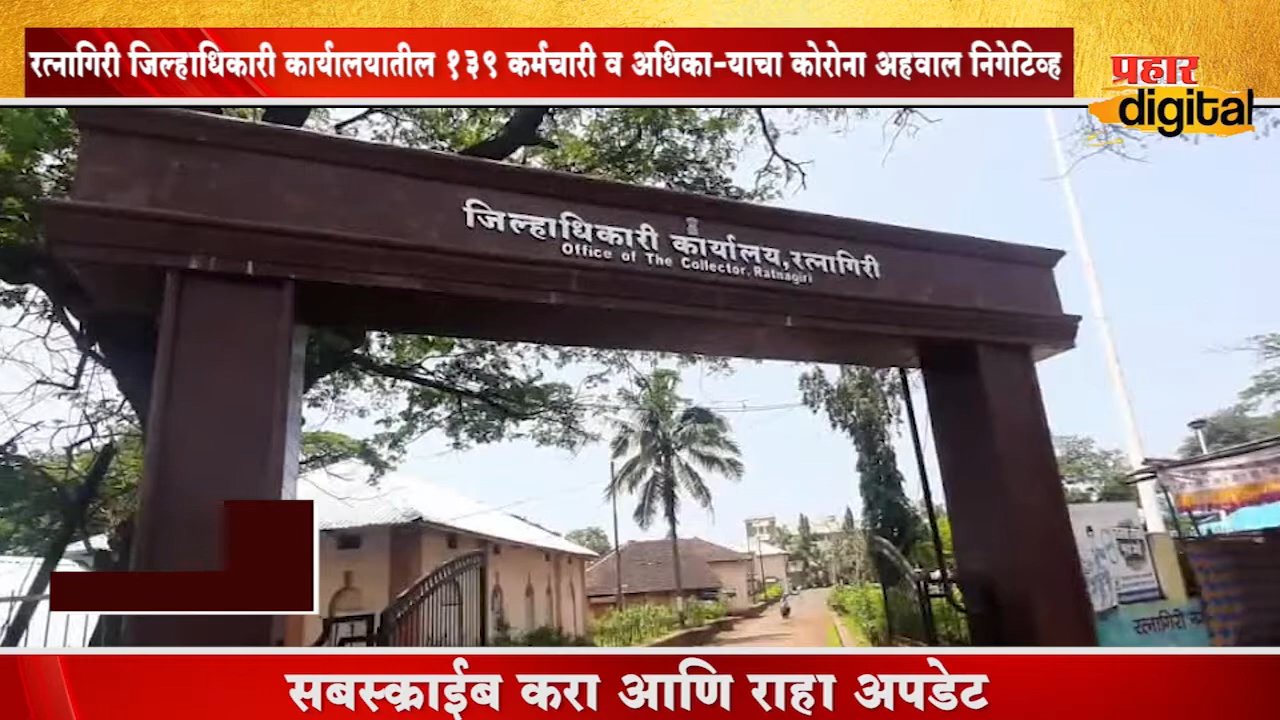 रत्नागिरी जिल्हाधिकारी कार्यालयातील १३९ कर्मचारी व अधिका-याचा कोरोना अहवाल निगेटिव्ह
प्रहार
digital
जिल्हाधिकारी कार्यालय, रत्नागिरी
Office of The Collector, Ratnagiri
रत्नागिरी
सबस्क्राईब करा आणि राहा अपडेट